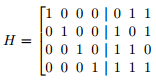 H = [1 0 0 0 | 0 1 1
0 1 0 0 | 1 0 1
0 0 1 0 | 1 1 0
0 0 0 1 | 1 1 1